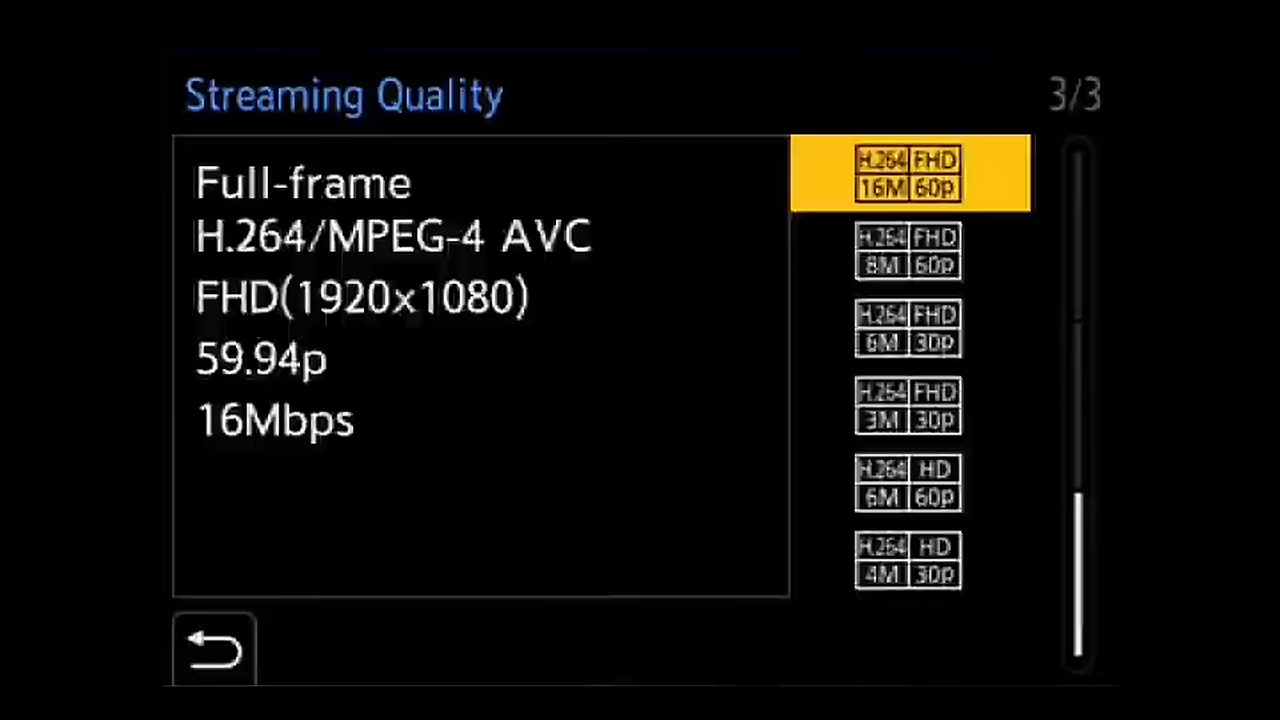 Streaming Quality
3/3
Full-frame
H.264/MPEG-4 AVC
FHD(1920x1080)
59.94p
16Mbps
H.264 FHD
16M 60p
H.264 FHD
8M 60p
H.264 FHD
6M 30p
H.264 FHD
3M 30p
H.264 HD
6M 60p
H.264 HD
4M 30p